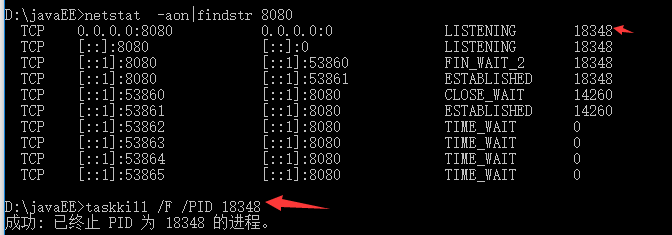 D:\javaEE>netstat  -aon|findstr 8080
TCP 0.0.0.0:8080 0.0.0.0:0 LISTENING 18348
TCP [::]:8080 [::]:0 LISTENING 18348
TCP [::1]:8080 [::1]:53860 FIN_WAIT_2 18348
TCP [::1]:8080 [::1]:53861 ESTABLISHED 18348
TCP [::1]:53860 [::1]:8080 CLOSE_WAIT 14260
TCP [::1]:53861 [::1]:8080 ESTABLISHED 14260
TCP [::1]:53862 [::1]:8080 TIME_WAIT 0
TCP [::1]:53863 [::1]:8080 TIME_WAIT 0
TCP [::1]:53864 [::1]:8080 TIME_WAIT 0
TCP [::1]:53865 [::1]:8080 TIME_WAIT 0
D:\javaEE>taskkill /F /PID 18348
成功: 已终止 PID 为 18348 的进程。